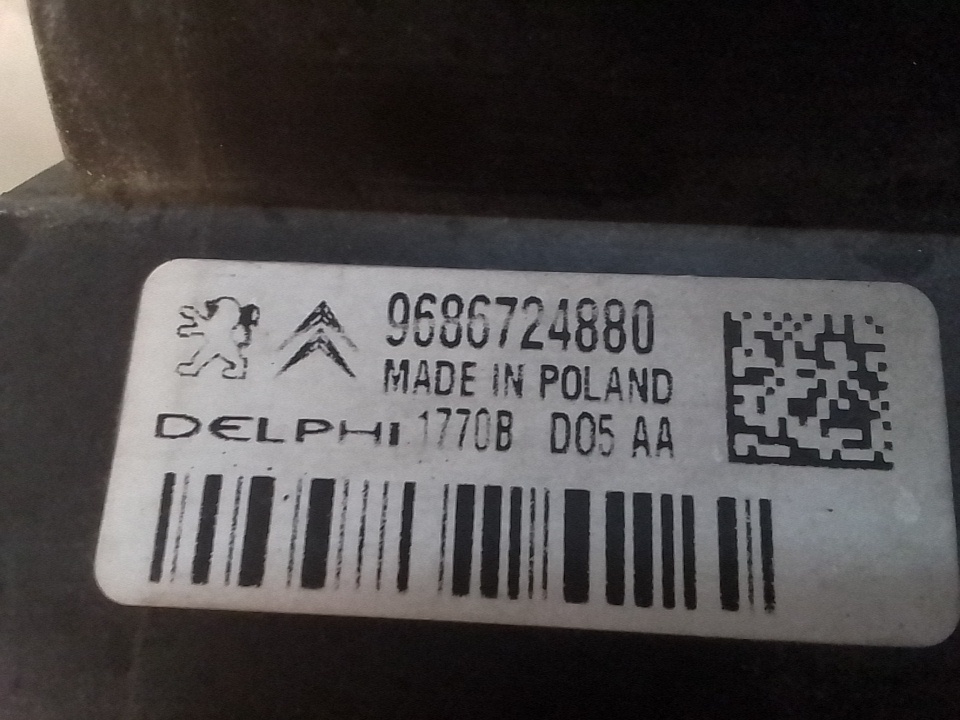 9686724880
MADE IN POLAND
DELPHI 1770B D05 AA